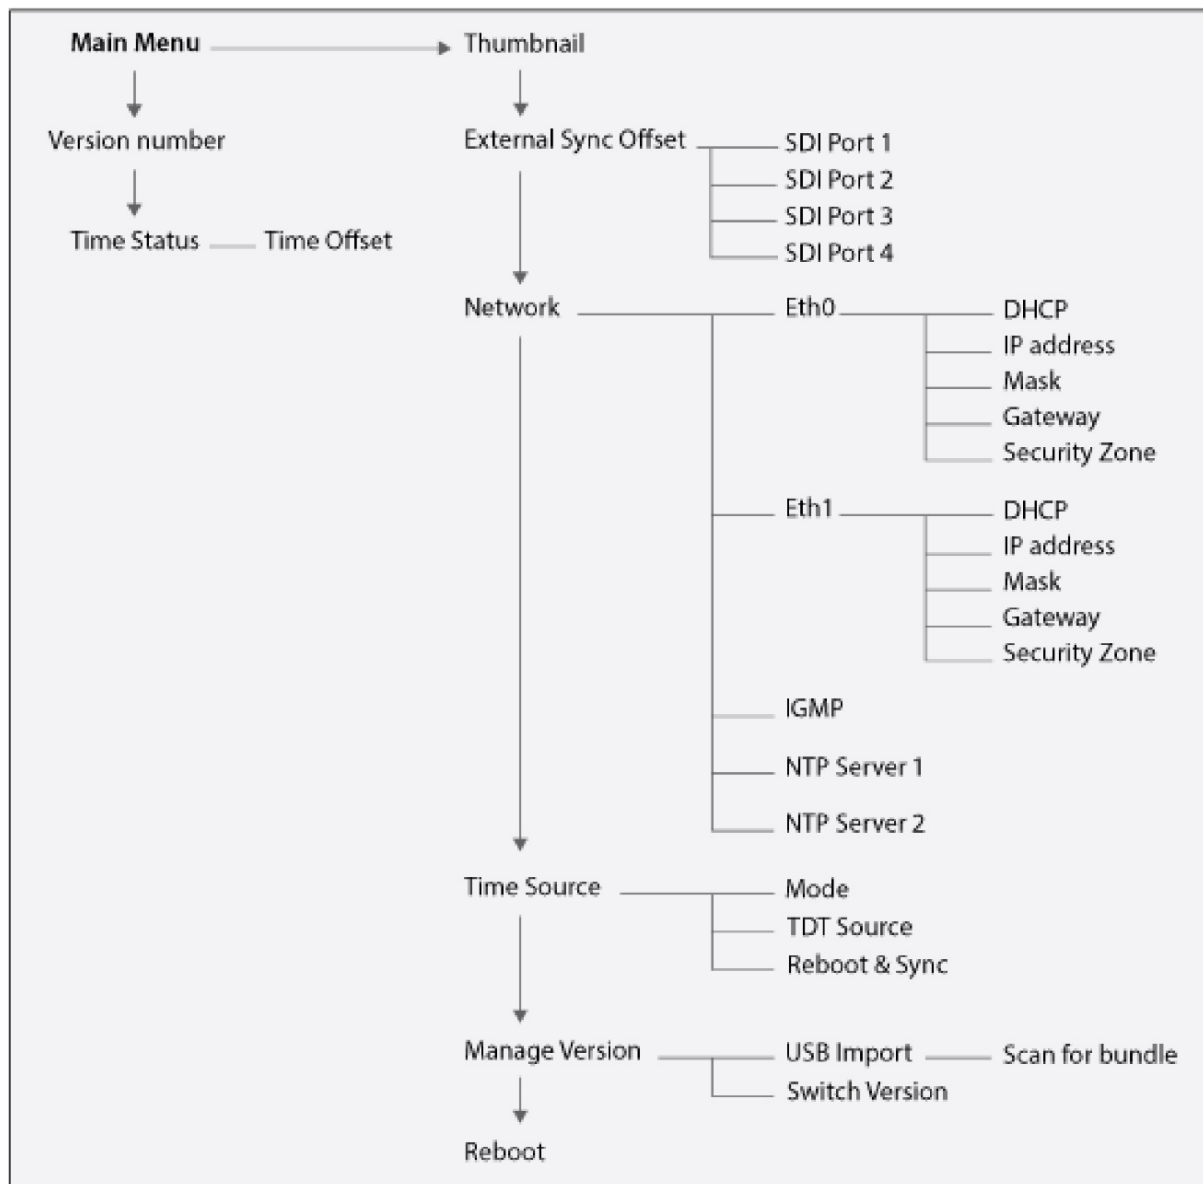 Main Menu
Thumbnail
Version number
External Sync Offset
SDI Port 1
SDI Port 2
SDI Port 3
SDI Port 4
Time Status
Time Offset
Network
Eth0
DHCP
IP address
Mask
Gateway
Security Zone
Eth1
DHCP
IP address
Mask
Gateway
Security Zone
IGMP
NTP Server 1
NTP Server 2
Time Source
Mode
TDT Source
Reboot & Sync
Manage Version
USB Import
Scan for bundle
Switch Version
Reboot